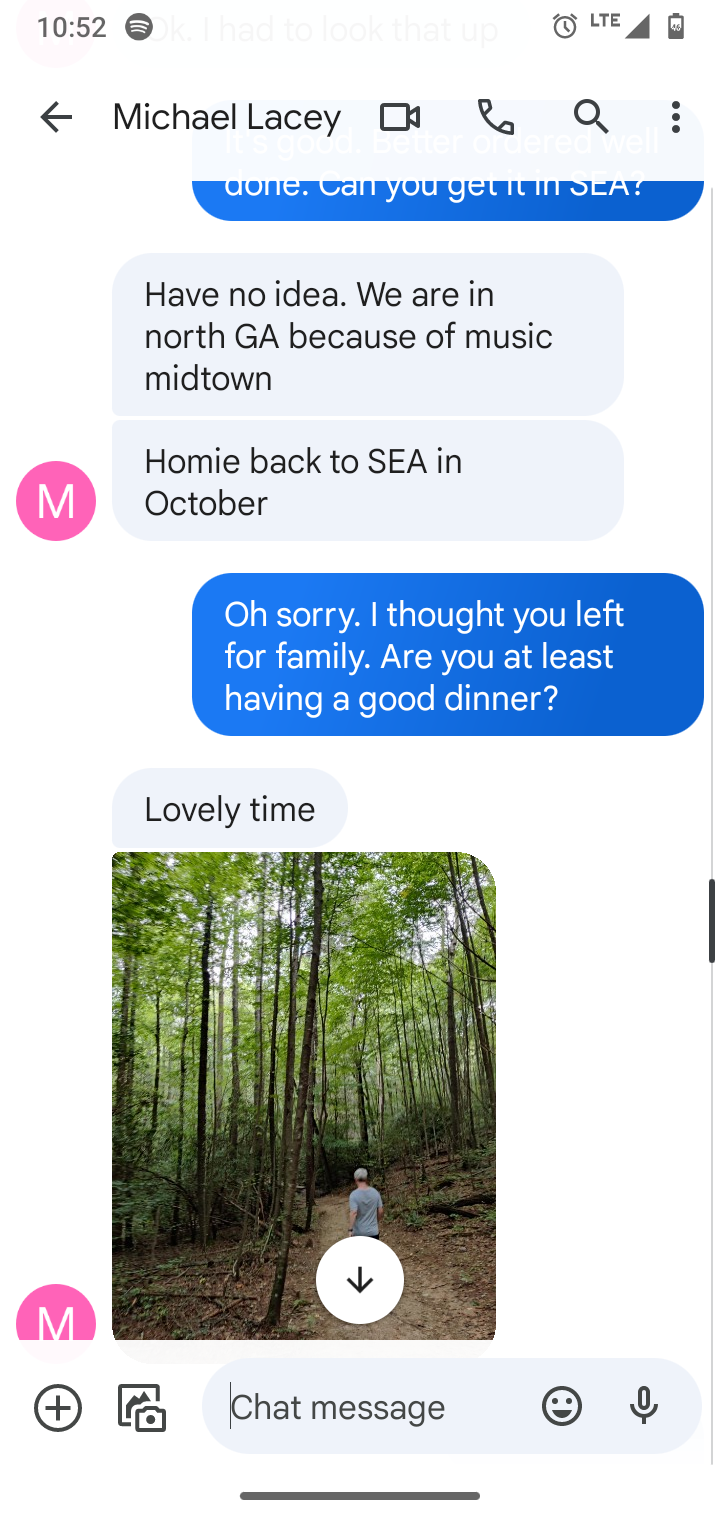 10:52
Ok. I had to look that up
LTE
46
Michael Lacey
It's good. Better ordered well
done. Can you get it in SEA?
Have no idea. We are in
north GA because of music
midtown
Homie back to SEA in
October
M
Oh sorry. I thought you left
for family. Are you at least
having a good dinner?
Lovely time
M
Chat message